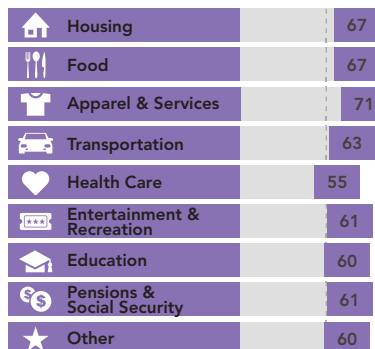 Housing 67
Food 67
Apparel & Services 71
Transportation 63
Health Care 55
Entertainment &
Recreation 61
Education 60
Pensions &
Social Security 61
Other 60